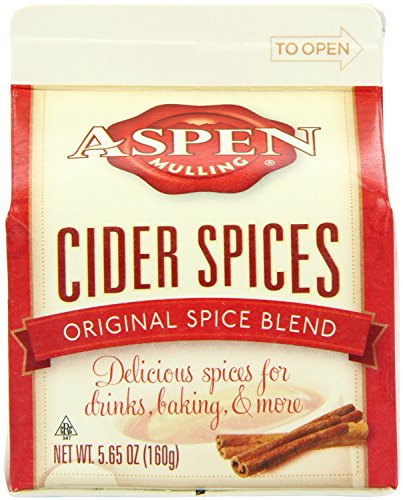 TO OPEN
ASPEN
MULLING®
CIDER SPICES
ORIGINAL SPICE BLEND
Delicious spices for
drinks, baking, & more
347
NET WT. 5.65 OZ (160g)